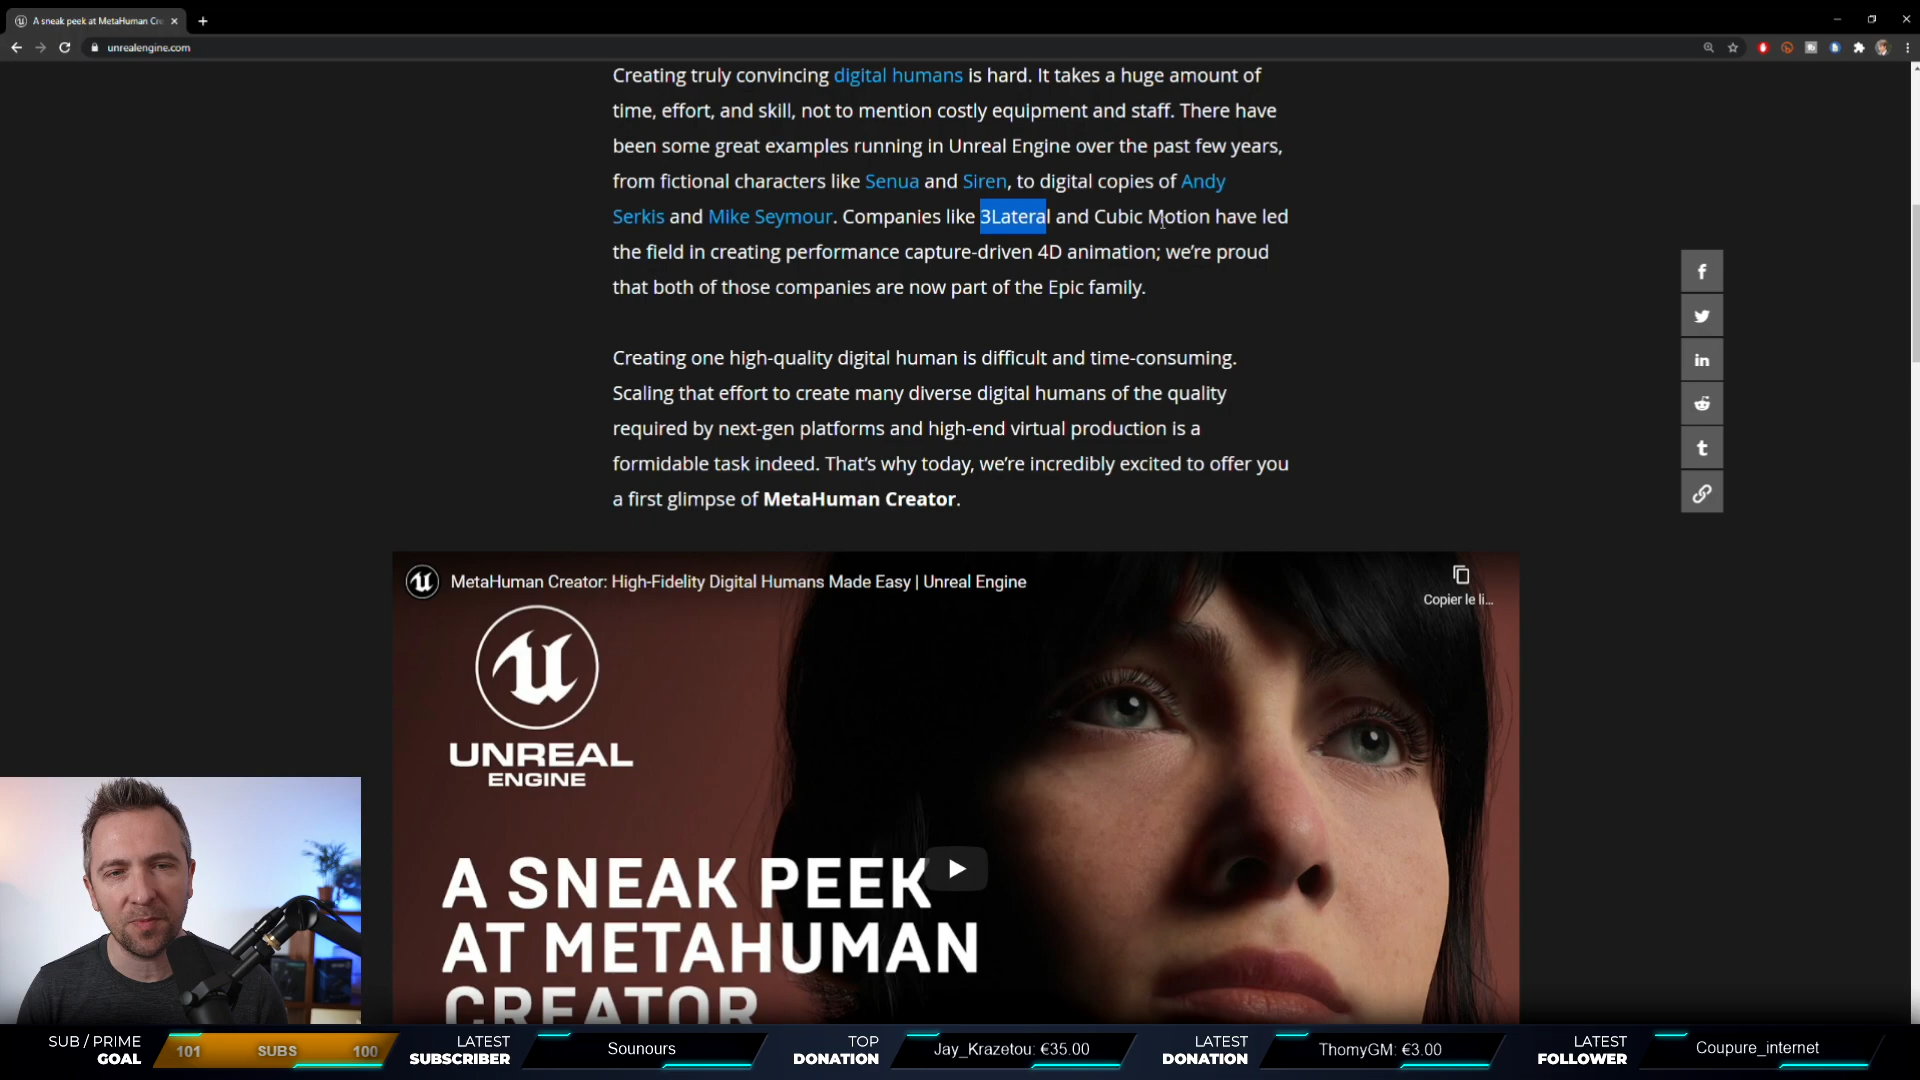 A sneak peek at MetaHuman Cre
unrealengine.com
Creating truly convincing digital humans is hard. It takes a huge amount of
time, effort, and skill, not to mention costly equipment and staff. There have
been some great examples running in Unreal Engine over the past few years,
from fictional characters like Senua and Siren, to digital copies of Andy
Serkis and Mike Seymour. Companies like 3Lateral and Cubic Motion have led
the field in creating performance capture-driven 4D animation; we’re proud
that both of those companies are now part of the Epic family.
Creating one high-quality digital human is difficult and time-consuming.
Scaling that effort to create many diverse digital humans of the quality
required by next-gen platforms and high-end virtual production is a
formidable task indeed. That’s why today, we’re incredibly excited to offer you
a first glimpse of MetaHuman Creator.
MetaHuman Creator: High-Fidelity Digital Humans Made Easy | Unreal Engine
Copier le li...
UNREAL
ENGINE
A SNEAK PEEK
AT METAHUMAN
CREATOR
SUB / PRIME
GOAL
101 SUBS 100
LATEST
SUBSCRIBER
Sounours
TOP
DONATION
Jay_Krazetou: €35.00
LATEST
DONATION
ThomyGM: €3.00
LATEST
FOLLOWER
Coupure_internet